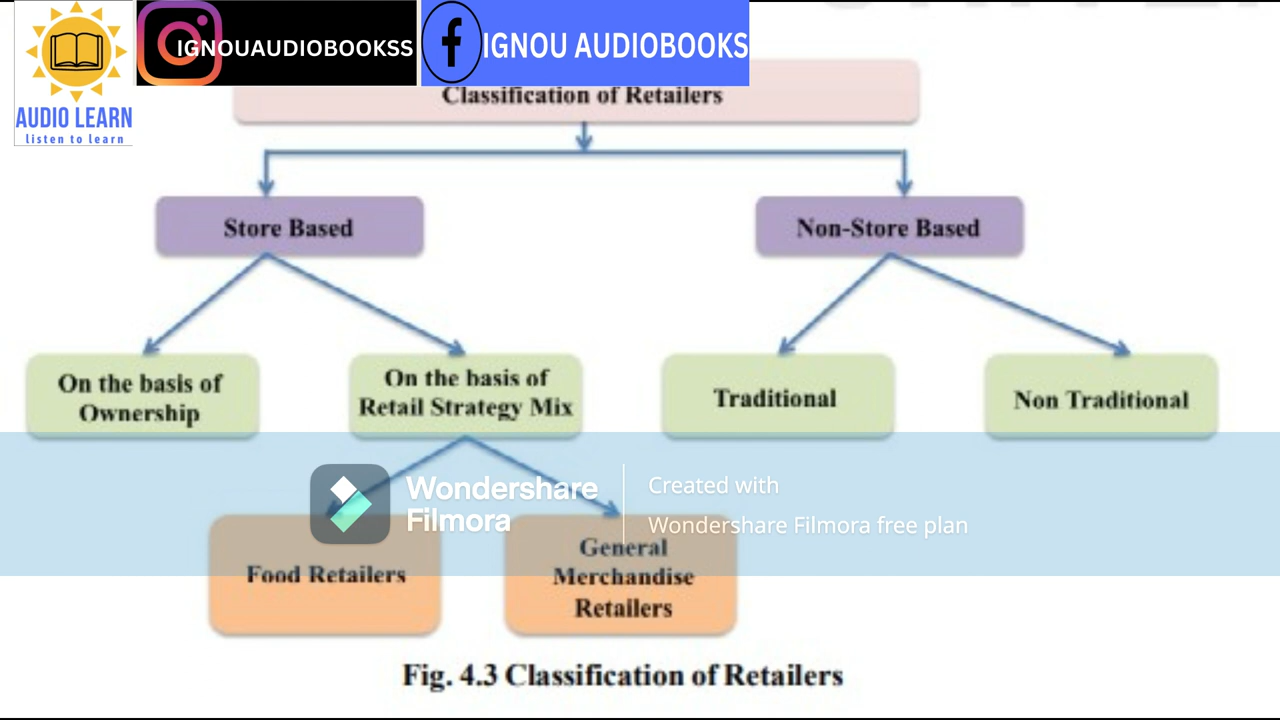 IGNOUAUDIOBOOKSS
IGNOU AUDIOBOOKS
AUDIO LEARN
listen to learn
Classification of Retailers
Store Based
Non-Store Based
On the basis of
Ownership
On the basis of
Retail Strategy Mix
Traditional
Non Traditional
Wondershare
Filmora
Created with
Wondershare Filmora free plan
Food Retailers
General
Merchandise
Retailers
Fig. 4.3 Classification of Retailers